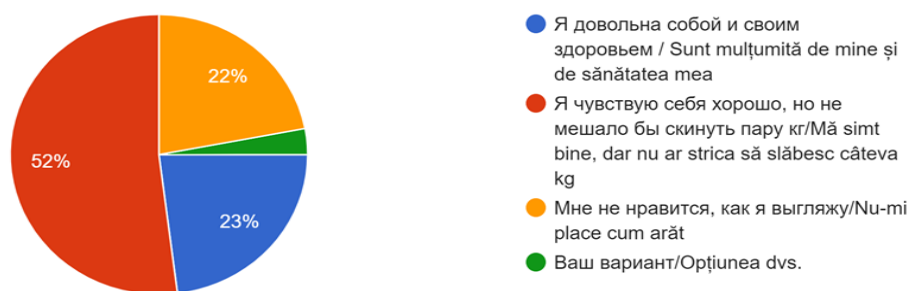 22%
52%
23%
Я довольна собой и своим
здоровьем / Sunt mulțumită de mine și
de sănătatea mea
Я чувствую себя хорошо, но не
мешало бы скинуть пару кг/Mă simt
bine, dar nu ar strica să slăbesc câteva
kg
Мне не нравится, как я выгляжу/Nu-mi
place cum arăt
Ваш вариант/Opțiunea dvs.